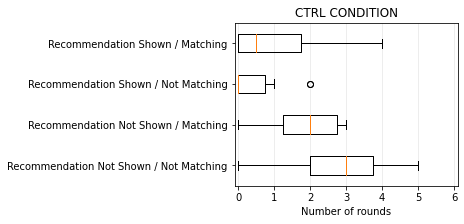 CTRL CONDITION
Recommendation Shown / Matching
Recommendation Shown / Not Matching
Recommendation Not Shown / Matching
Recommendation Not Shown / Not Matching
0 1 2 3 4 5 6
Number of rounds